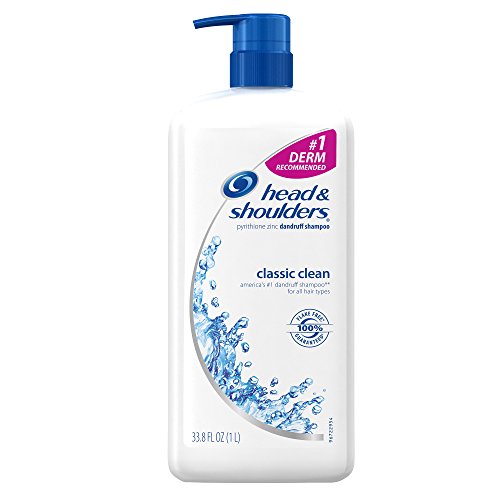 #1
DERM
RECOMMENDED
head &
shoulders®
pyrithione zinc dandruff shampoo
classic clean
america's #1 dandruff shampoo**
for all hair types
FLAKE FREE*
100%
GUARANTEED
33.8 FL OZ (1 L)
96722954